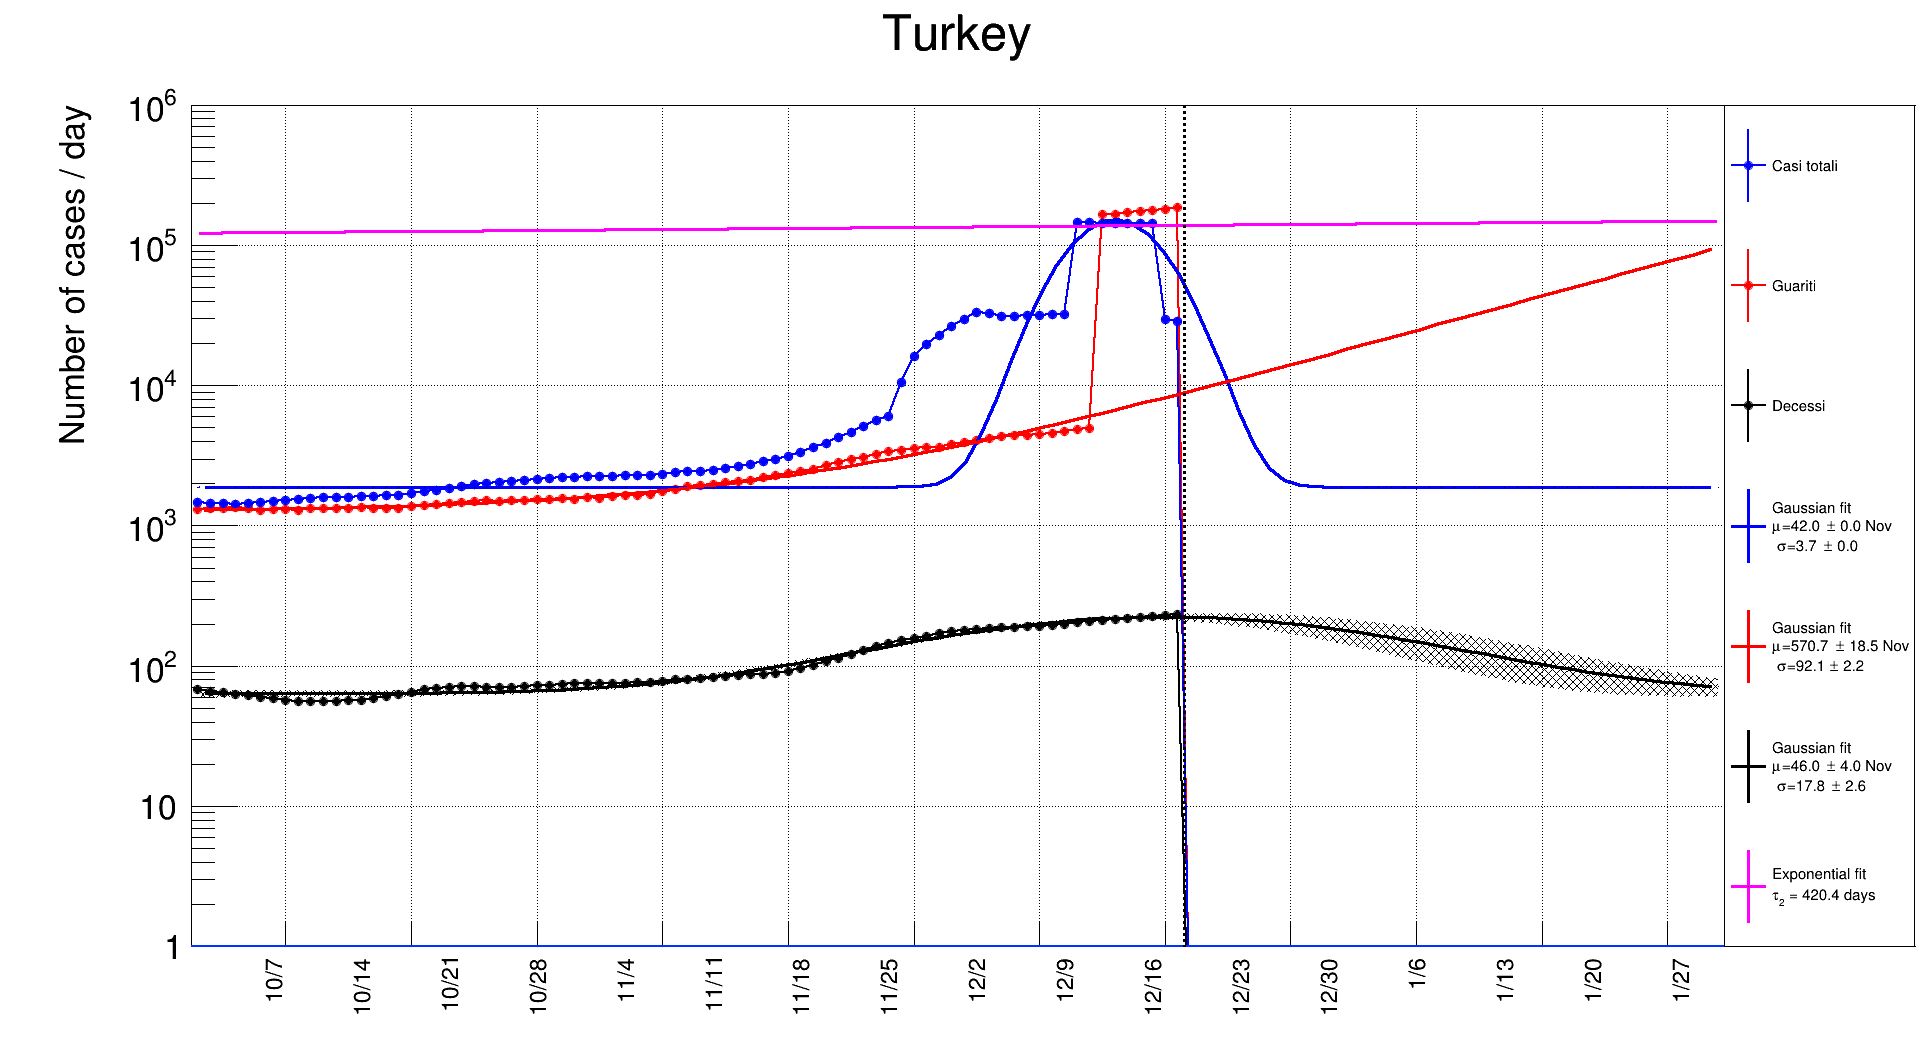 Turkey
Number of cases / day
10^6
10^5
10^4
10^3
10^2
10
1
10/7
10/14
10/21
10/28
11/4
11/11
11/18
11/25
12/2
12/9
12/16
12/23
12/30
1/6
1/13
1/20
1/27
Casi totali
Guariti
Decessi
Gaussian fit
μ=42.0 ± 0.0 Nov
σ=3.7 ± 0.0
Gaussian fit
μ=570.7 ± 18.5 Nov
σ=92.1 ± 2.2
Gaussian fit
μ=46.0 ± 4.0 Nov
σ=17.8 ± 2.6
Exponential fit
τ₂ = 420.4 days